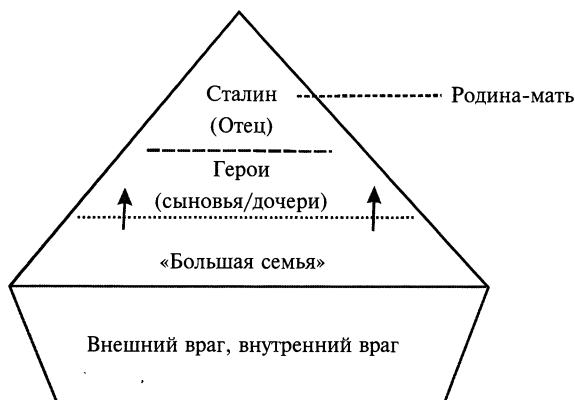 Сталин
Родина-мать
(Отец)
Герои
(сыновья/дочери)
«Большая семья»
Внешний враг, внутренний враг